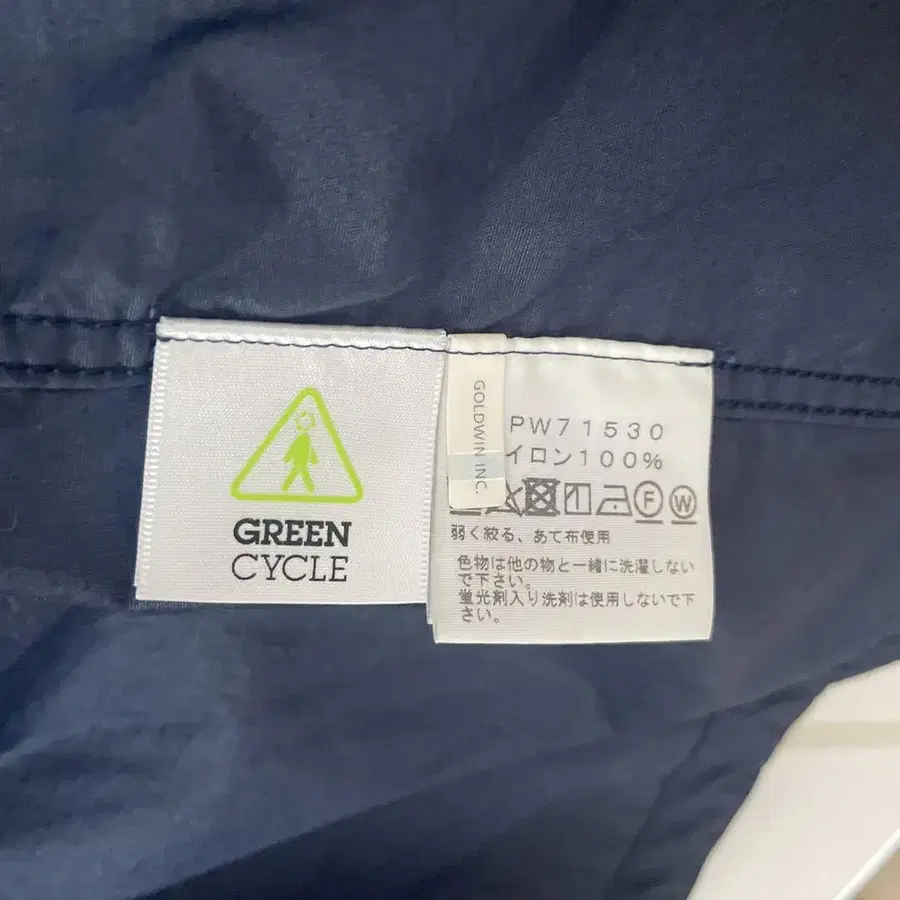 GREEN
CYCLE
GOLDWIN INC.
PW71530
イロン100%
F
W
弱く絞る、あて布使用
色物は他の物と一緒に洗濯しない
で下さい。
蛍光剤入り洗剤は使用しないで下
さい。